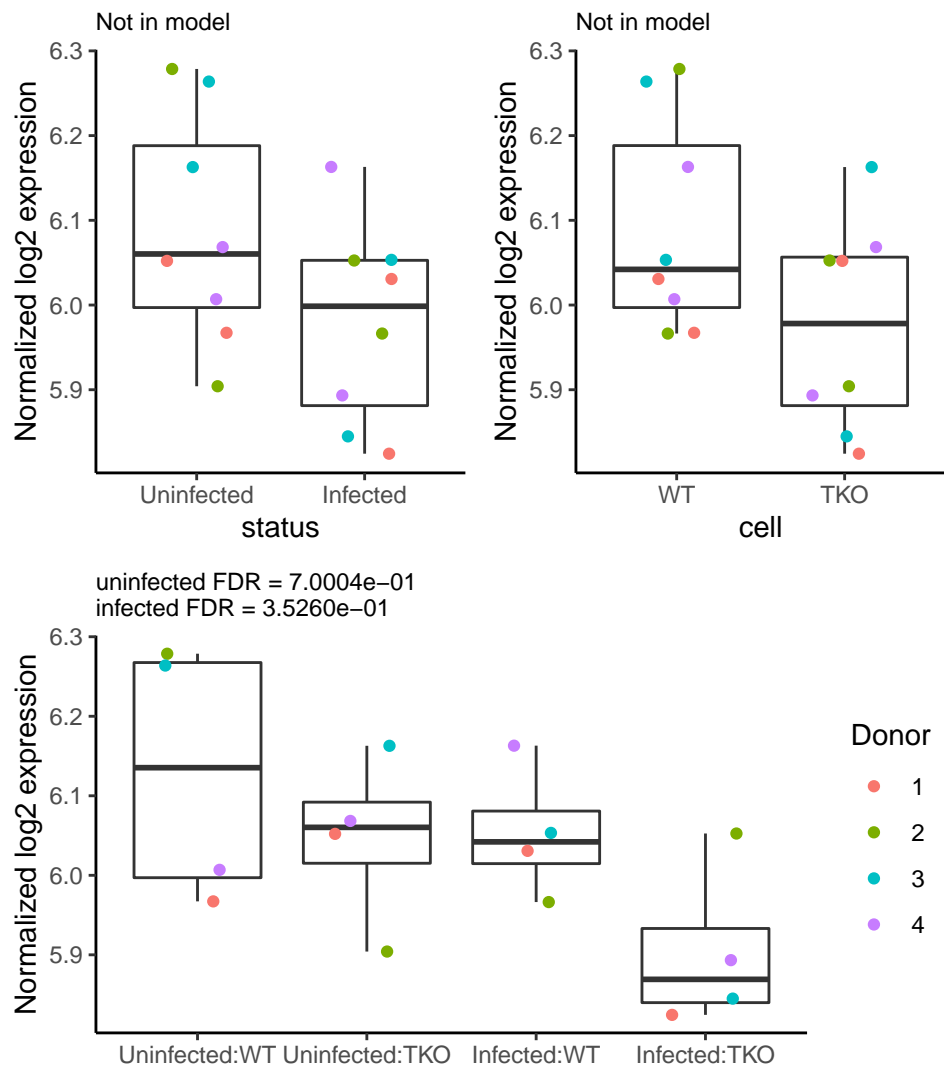 Not in model
Normalized log2 expression
6.3
6.2
6.1
6.0
5.9
Uninfected Infected
status
Not in model
Normalized log2 expression
6.3
6.2
6.1
6.0
5.9
WT TKO
cell
uninfected FDR = 7.0004e−01
infected FDR = 3.5260e−01
Normalized log2 expression
6.3
6.2
6.1
6.0
5.9
Uninfected:WT Uninfected:TKO Infected:WT Infected:TKO
Donor
1
2
3
4